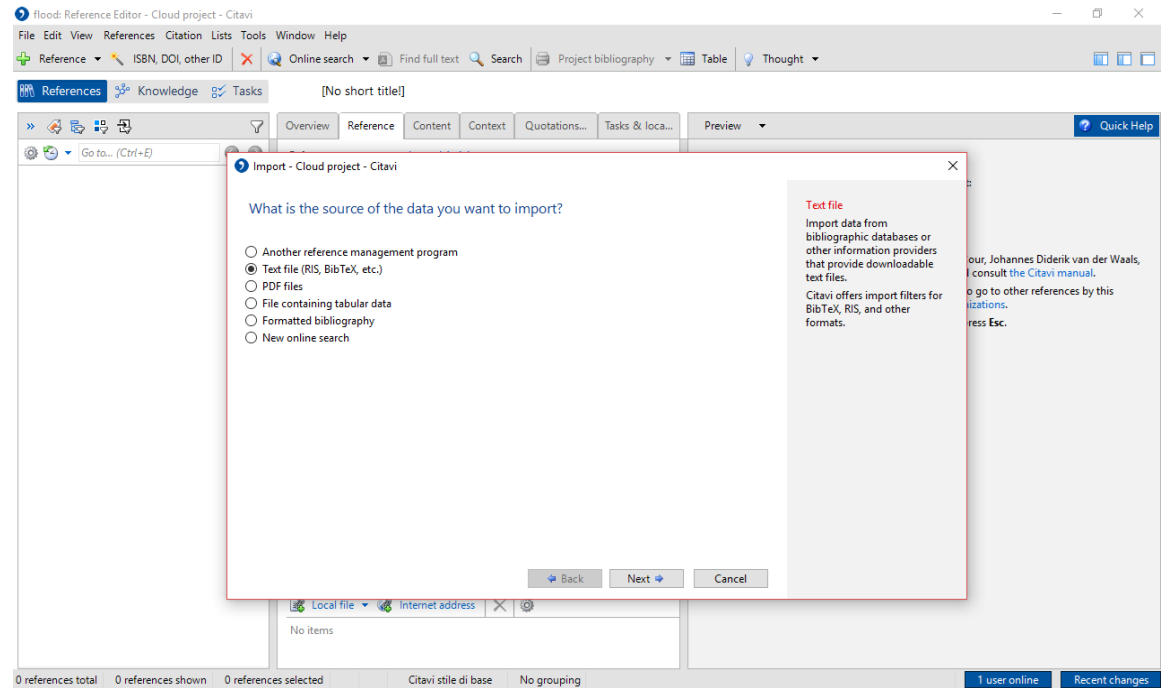 flood: Reference Editor - Cloud project - Citavi
File Edit View References Citation Lists Tools Window Help
Reference ISBN, DOI, other ID Online search Find full text Search Project bibliography Table Thought
References Knowledge Tasks [No short title!]
Overview Reference Content Context Quotations... Tasks & loca... Preview Quick Help
Go to... (Ctrl+E)
Import - Cloud project - Citavi
What is the source of the data you want to import?
Another reference management program
Text file (RIS, BibTeX, etc.)
PDF files
File containing tabular data
Formatted bibliography
New online search
Text file
Import data from
bibliographic databases or
other information providers
that provide downloadable
text files.
Citavi offers import filters for
BibTeX, RIS, and other
formats.
our, Johannes Diderik van der Waals,
consult the Citavi manual.
o go to other references by this
izations.
ress Esc.
Back Next Cancel
Local file Internet address
No items
0 references total 0 references shown 0 references selected Citavi stile di base No grouping 1 user online Recent changes